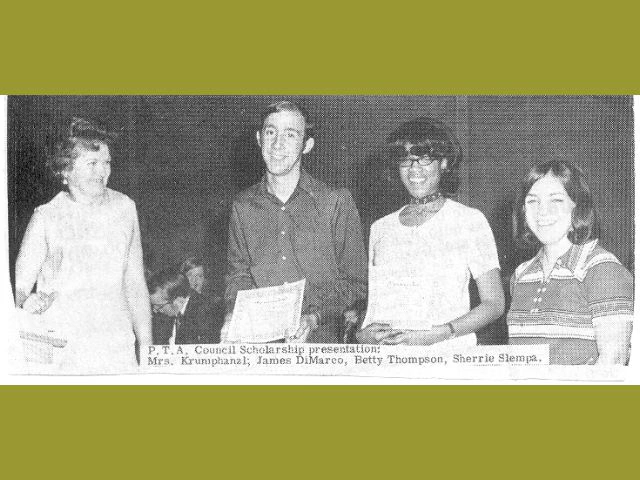 P.T.A. Council Scholarship presentation:
Mrs. Krumphanzl; James DiMarco, Betty Thompson, Sherrie Slempa.